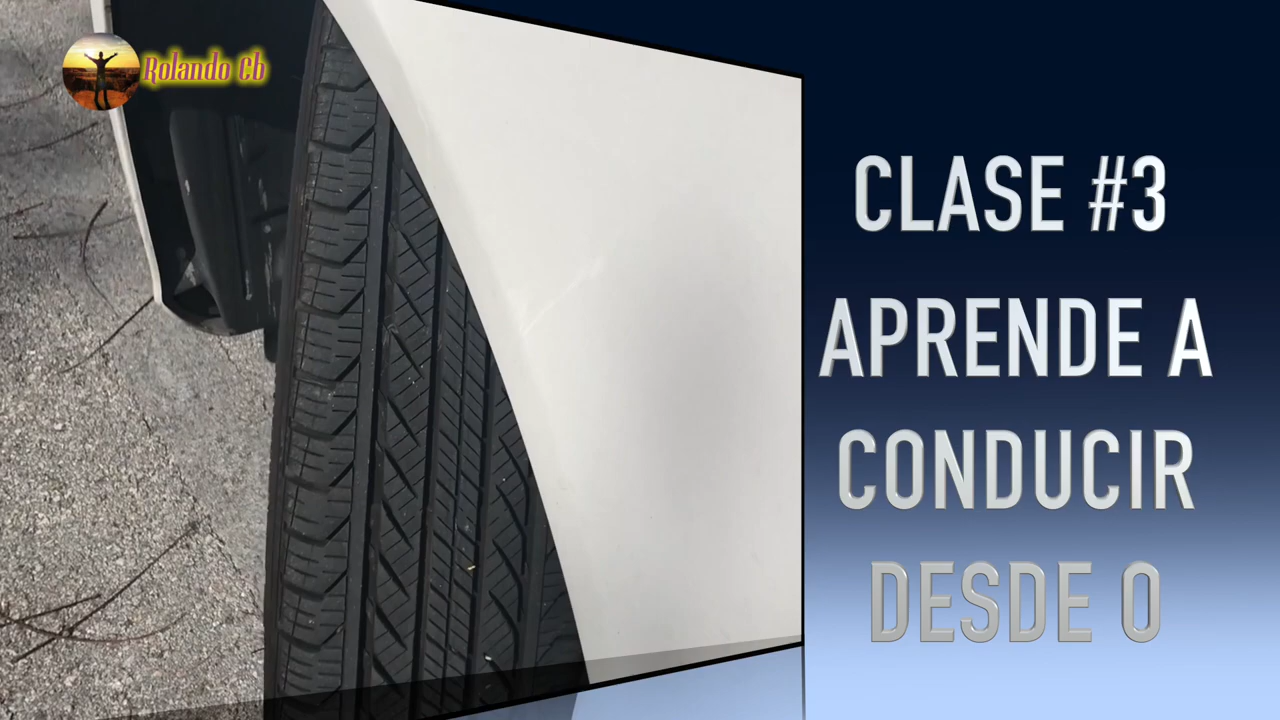 Rolando Cb
CLASE #3
APRENDE A
CONDUCIR
DESDE 0